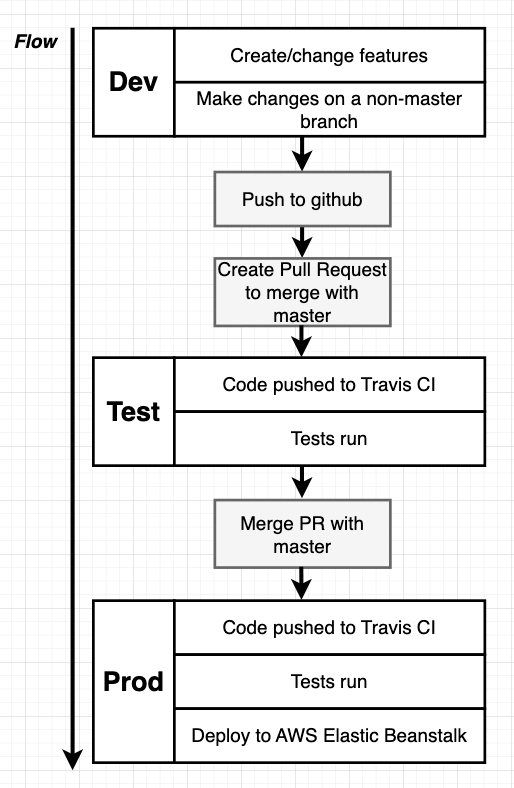 Flow
Dev
Create/change features
Make changes on a non-master
branch
Push to github
Create Pull Request
to merge with
master
Test
Code pushed to Travis CI
Tests run
Merge PR with
master
Prod
Code pushed to Travis CI
Tests run
Deploy to AWS Elastic Beanstalk